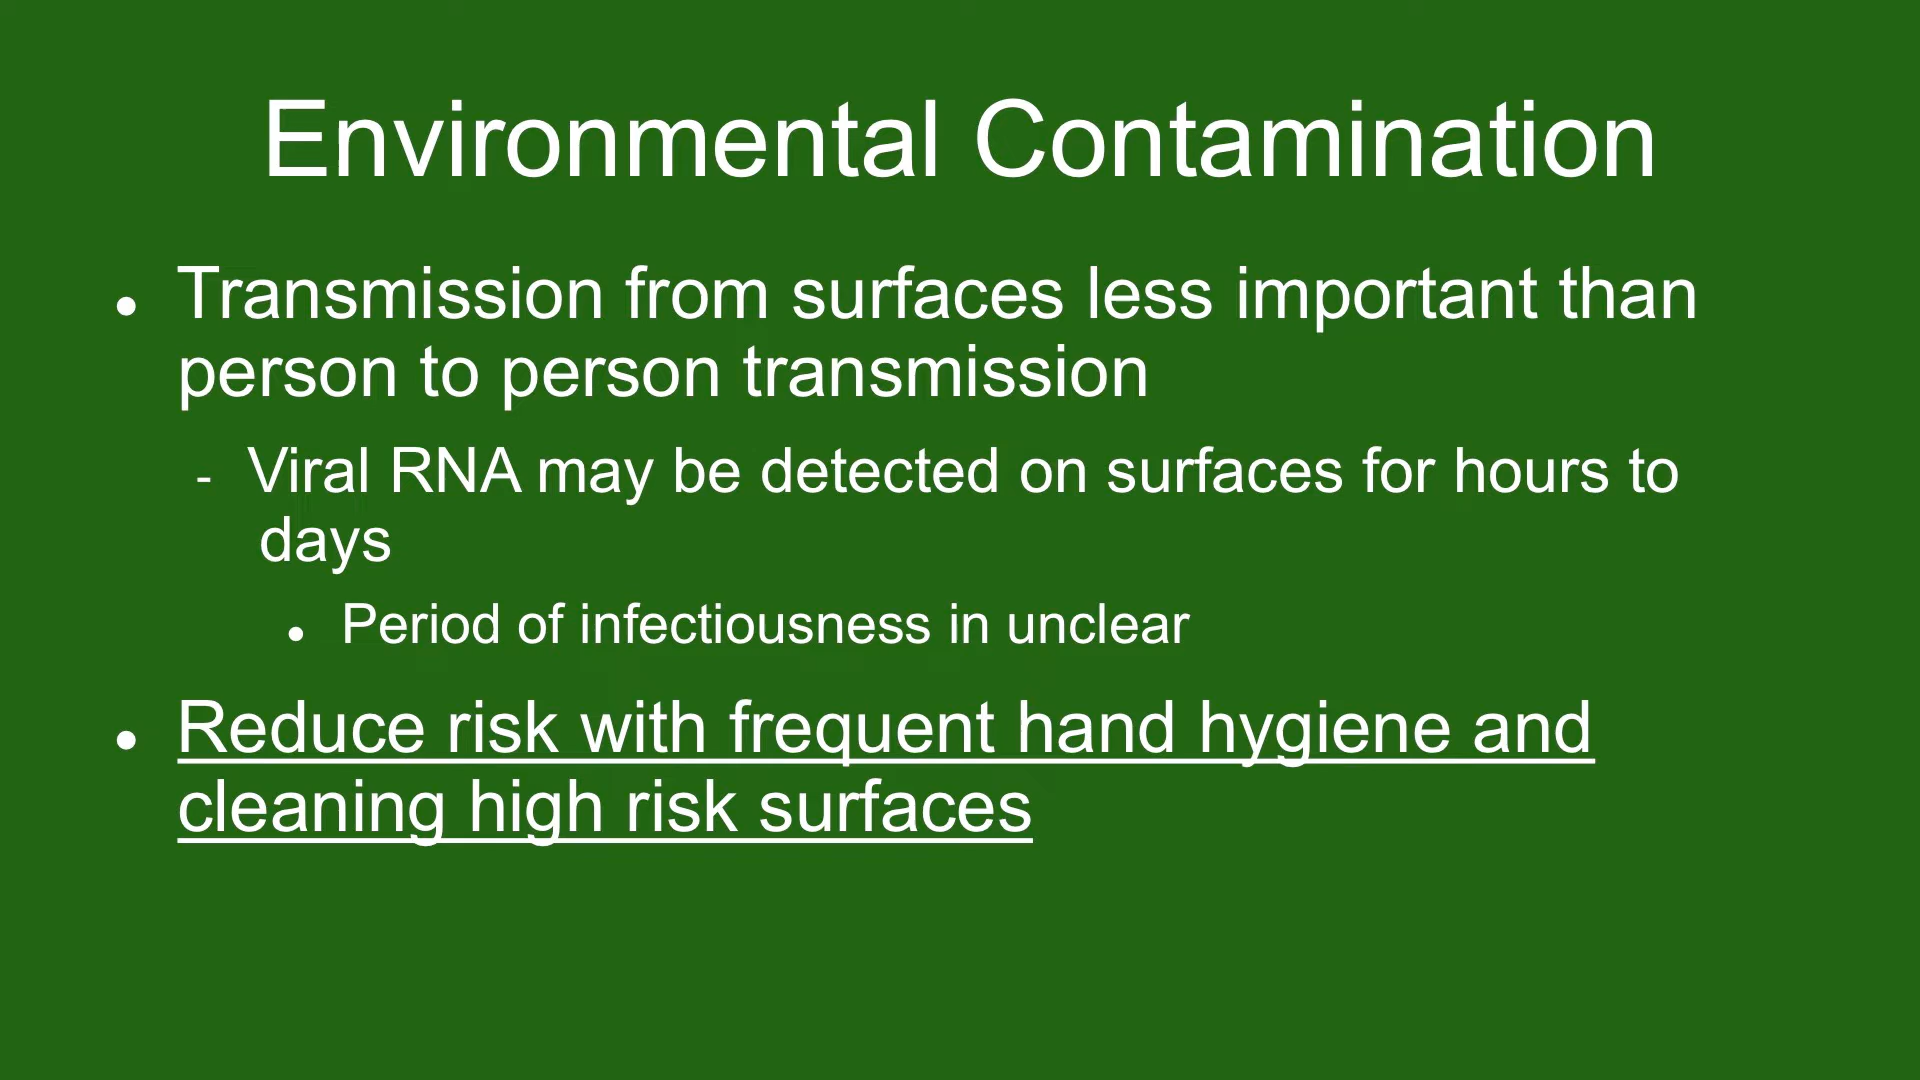 Environmental Contamination
• Transmission from surfaces less important than
person to person transmission
- Viral RNA may be detected on surfaces for hours to
days
• Period of infectiousness in unclear
• Reduce risk with frequent hand hygiene and
cleaning high risk surfaces